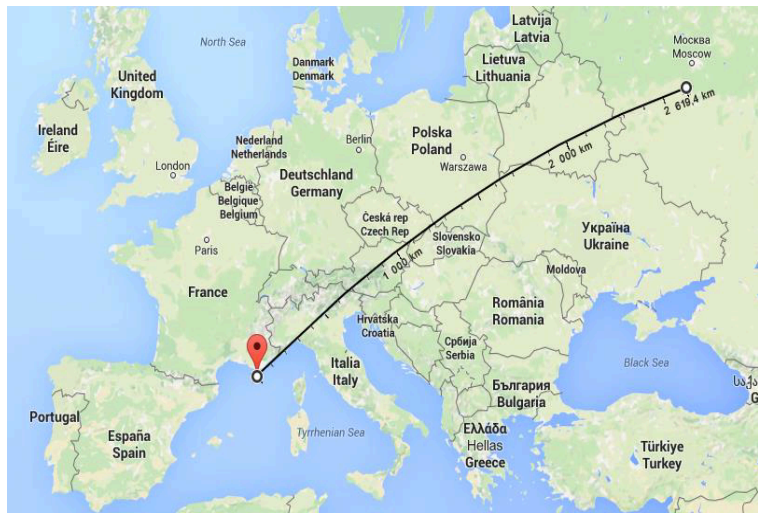 Latvija
Latvia
Москва
Moscow
North Sea
Danmark
Denmark
Lietuva
Lithuania
United
Kingdom
2 619.4 km
Ireland
Éire
Nederland
Netherlands
Berlin
Polska
Poland
2 000 km
London
Warszawa
België
Belgique
Belgium
Deutschland
Germany
Česká rep
Czech Rep
Україна
Ukraine
Slovensko
Slovakia
Paris
1 000 km
Moldova
France
România
Romania
Hrvatska
Croatia
Србија
Serbia
Black Sea
Italia
Italy
България
Bulgaria
Portugal
España
Spain
Tyrrhenian Sea
Ελλάδα
Hellas
Greece
Türkiye
Turkey